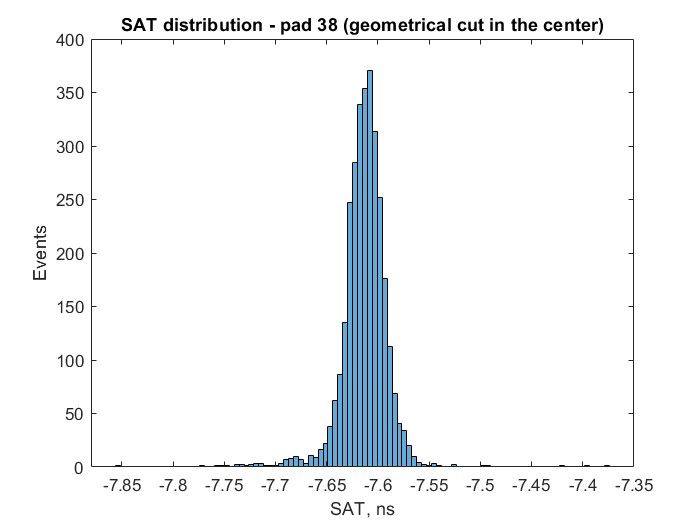 SAT distribution - pad 38 (geometrical cut in the center)
400
350
300
250
200
150
100
50
0
Events
-7.85 -7.8 -7.75 -7.7 -7.65 -7.6 -7.55 -7.5 -7.45 -7.4 -7.35
SAT, ns